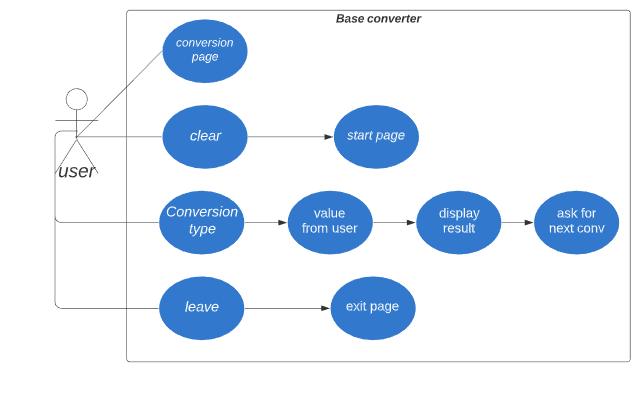 Base converter
conversion
page
clear
start page
user
Conversion
type
value
from user
display
result
ask for
next conv
leave
exit page